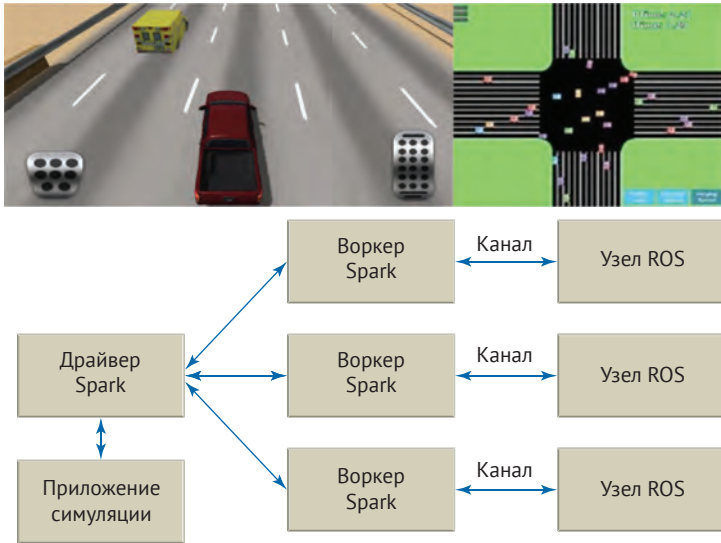 Воркер
Spark
Канал
Узел ROS
Драйвер
Spark
Воркер
Spark
Канал
Узел ROS
Приложение
симуляции
Воркер
Spark
Канал
Узел ROS